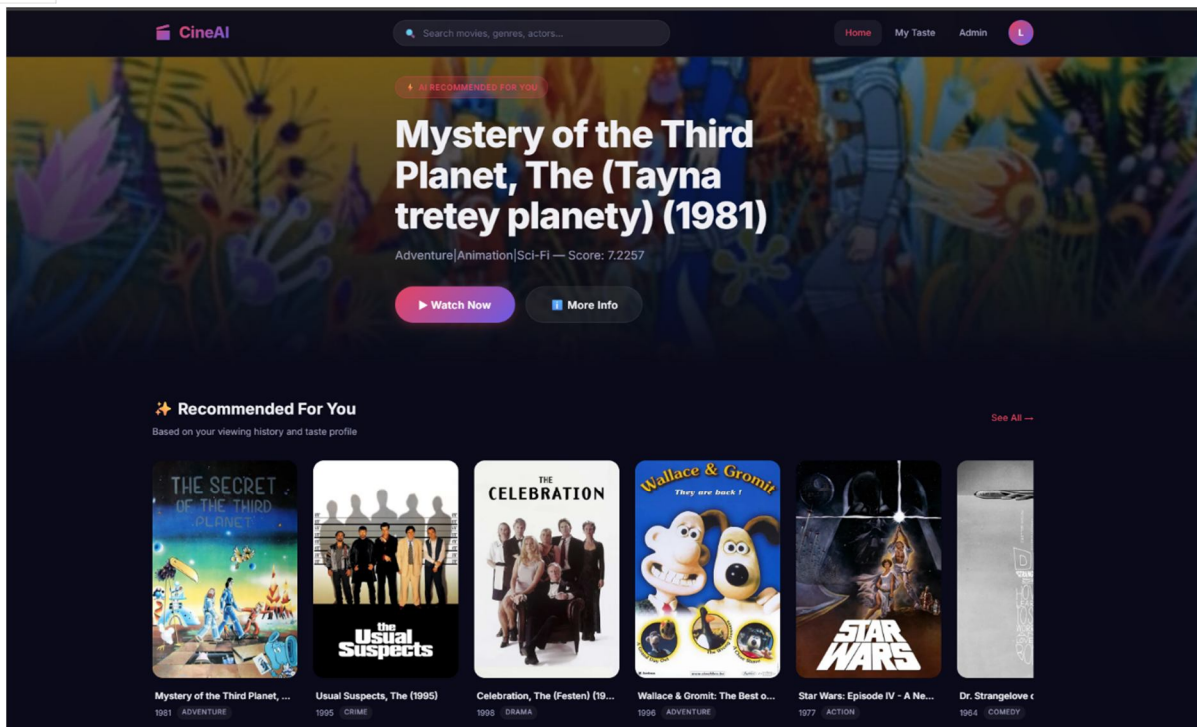 CineAI
Search movies, genres, actors...
Home
My Taste
Admin
L
AI RECOMMENDED FOR YOU
Mystery of the Third
Planet, The (Tayna
tretey planety) (1981)
Adventure|Animation|Sci-Fi — Score: 7.2257
▶ Watch Now
ℹ More Info
✨ Recommended For You
See All →
Based on your viewing history and taste profile
THE SECRET
OF THE THIRD
PLANET
the
Usual
Suspects
THE
CELEBRATION
Wallace & Gromit
They are back !
STAR
WARS
Mystery of the Third Planet, ...
1981 ADVENTURE
Usual Suspects, The (1995)
1995 CRIME
Celebration, The (Festen) (19...
1998 DRAMA
Wallace & Gromit: The Best o...
1996 ADVENTURE
Star Wars: Episode IV - A Ne...
1977 ACTION
Dr. Strangelove
1964 COMEDY